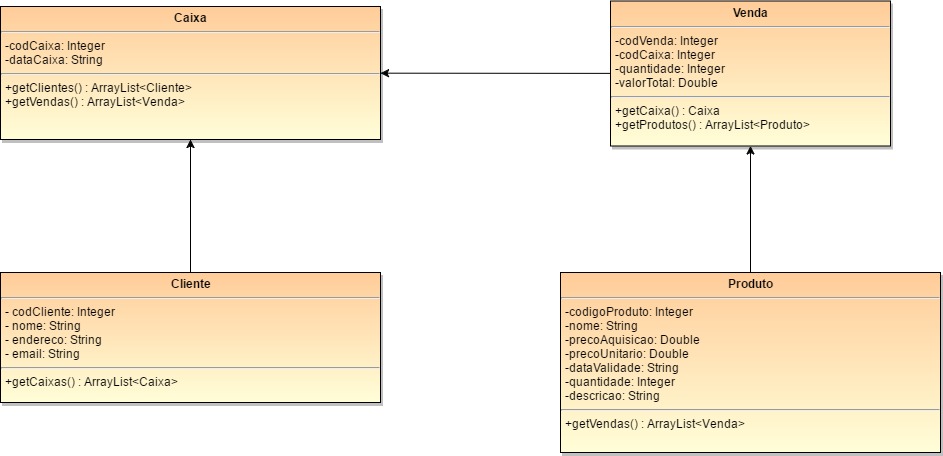 Caixa
-codCaixa: Integer
-dataCaixa: String
+getClientes() : ArrayList<Cliente>
+getVendas() : ArrayList<Venda>
Venda
-codVenda: Integer
-codCaixa: Integer
-quantidade: Integer
-valorTotal: Double
+getCaixa() : Caixa
+getProdutos() : ArrayList<Produto>
Cliente
- codCliente: Integer
- nome: String
- endereco: String
- email: String
+getCaixas() : ArrayList<Caixa>
Produto
-codigoProduto: Integer
-nome: String
-precoAquisicao: Double
-precoUnitario: Double
-dataValidade: String
-quantidade: Integer
-descricao: String
+getVendas() : ArrayList<Venda>